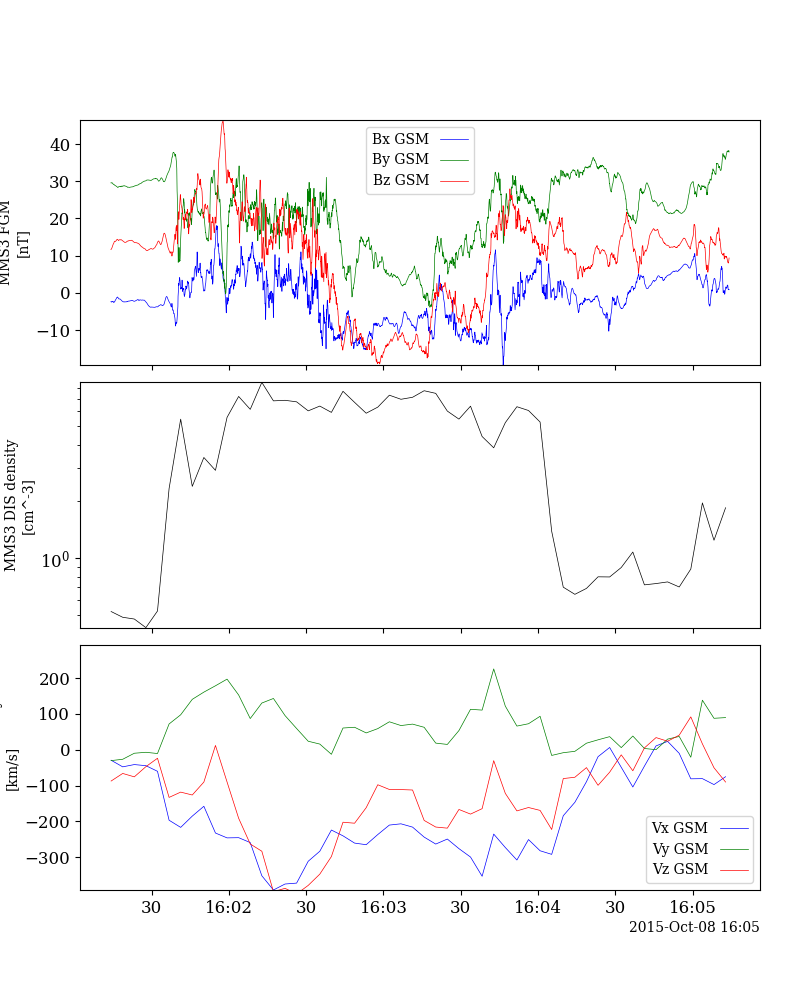 40
30
20
10
0
−10
MMS3 FGM
[nT]
Bx GSM
By GSM
Bz GSM
10^0
MMS3 DIS density
[cm^-3]
200
100
0
−100
−200
−300
[km/s]
Vx GSM
Vy GSM
Vz GSM
30 16:02 30 16:03 30 16:04 30 16:05
2015-Oct-08 16:05